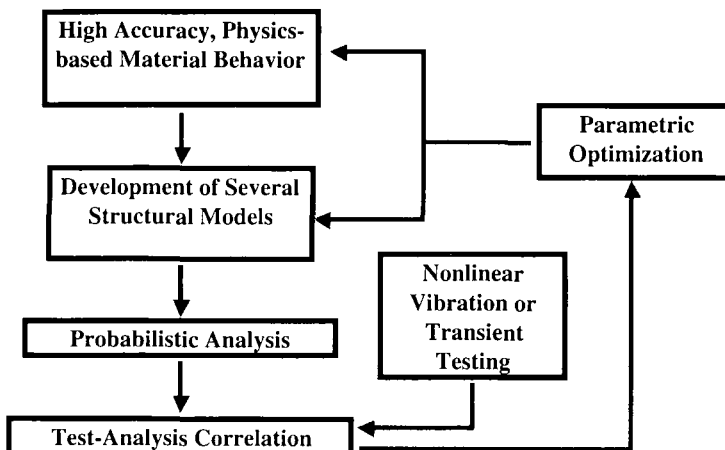 High Accuracy, Physics-
based Material Behavior
Parametric
Optimization
Development of Several
Structural Models
Nonlinear
Vibration or
Transient
Testing
Probabilistic Analysis
Test-Analysis Correlation